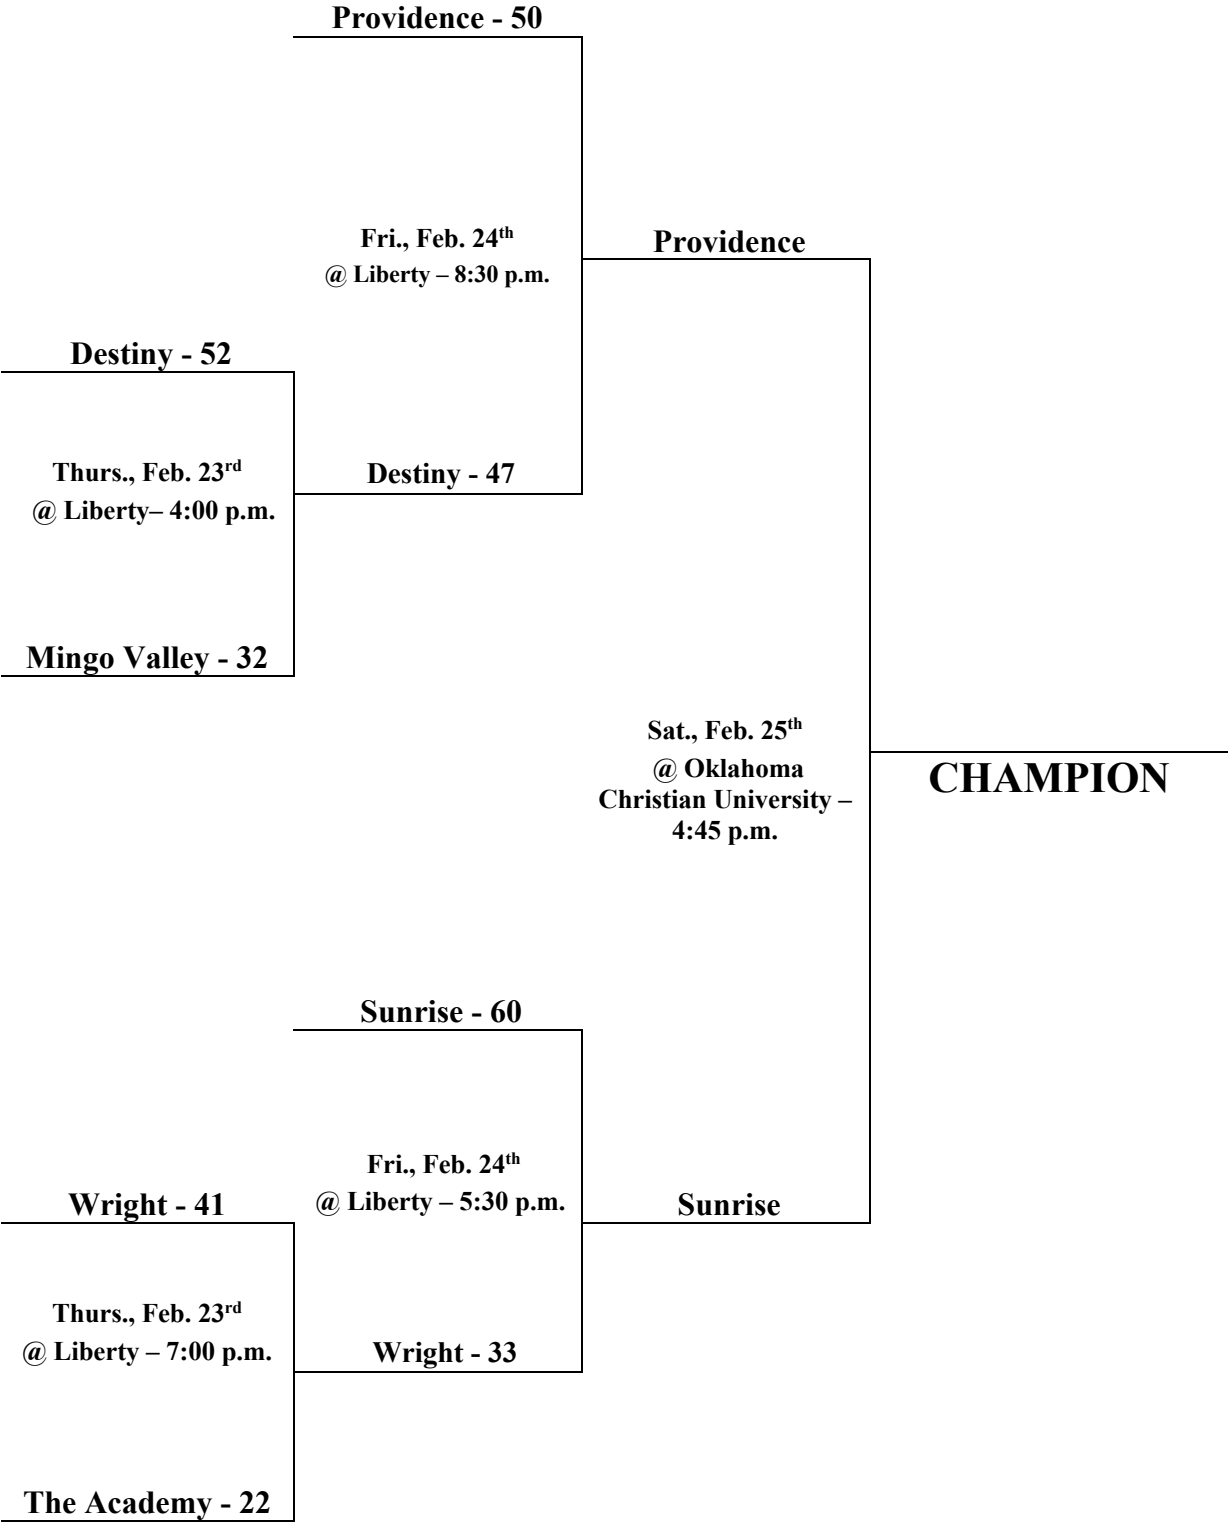 Providence - 50
Fri., Feb. 24th
@ Liberty – 8:30 p.m.
Providence
Destiny - 52
Thurs., Feb. 23rd
@ Liberty– 4:00 p.m.
Destiny - 47
Mingo Valley - 32
Sat., Feb. 25th
@ Oklahoma
Christian University –
4:45 p.m.
CHAMPION
Sunrise - 60
Fri., Feb. 24th
@ Liberty – 5:30 p.m.
Wright - 41
Sunrise
Thurs., Feb. 23rd
@ Liberty – 7:00 p.m.
Wright - 33
The Academy - 22